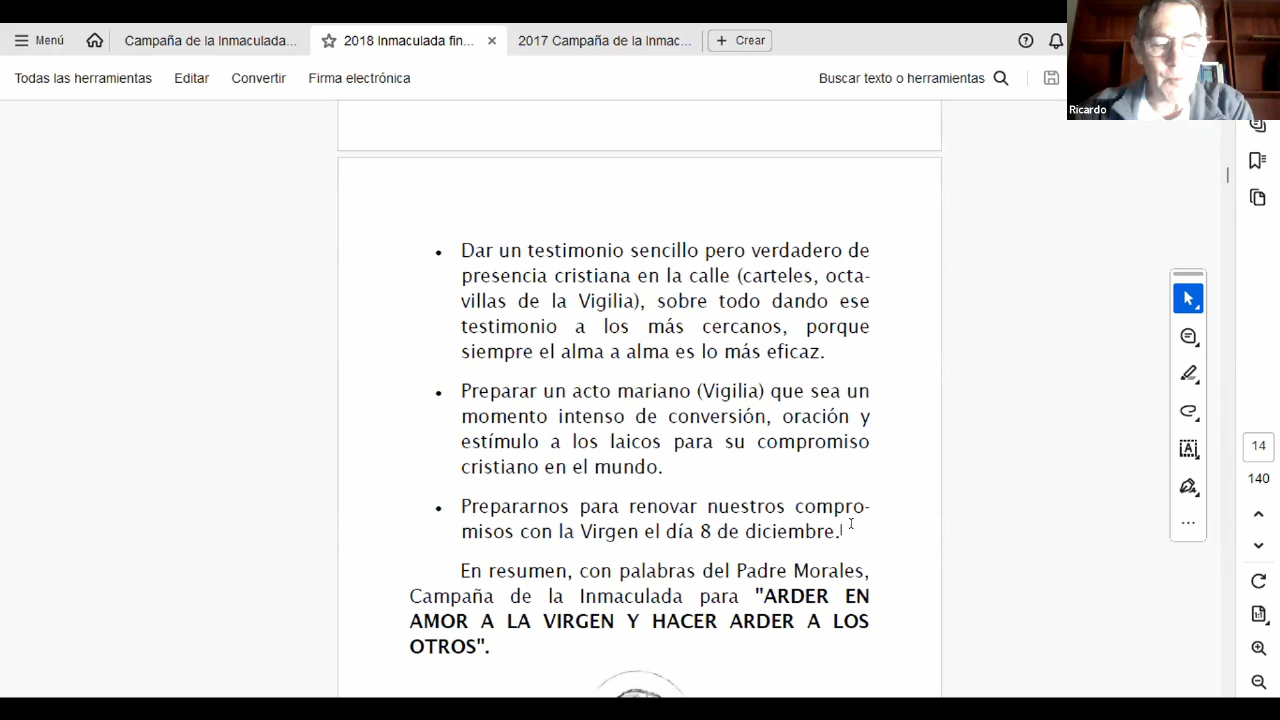 Menú
Campaña de la Inmaculada...
2018 Inmaculada fin...
2017 Campaña de la Inmac...
Crear
Todas las herramientas
Editar
Convertir
Firma electrónica
Buscar texto o herramientas
Ricardo
• Dar un testimonio sencillo pero verdadero de
presencia cristiana en la calle (carteles, octa-
villas de la Vigilia), sobre todo dando ese
testimonio a los más cercanos, porque
siempre el alma a alma es lo más eficaz.
• Preparar un acto mariano (Vigilia) que sea un
momento intenso de conversión, oración y
estímulo a los laicos para su compromiso
cristiano en el mundo.
• Prepararnos para renovar nuestros compro-
misos con la Virgen el día 8 de diciembre.
En resumen, con palabras del Padre Morales,
Campaña de la Inmaculada para "ARDER EN
AMOR A LA VIRGEN Y HACER ARDER A LOS
OTROS".
14
140